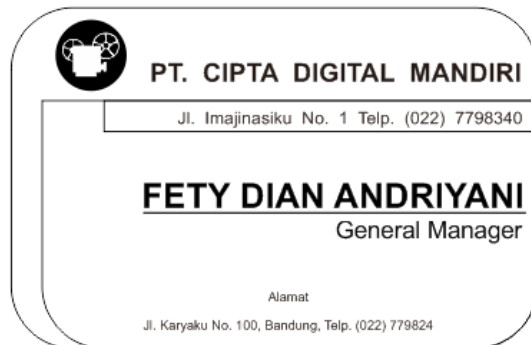 PT. CIPTA DIGITAL MANDIRI
Jl. Imajinasiku No. 1 Telp. (022) 7798340
FETY DIAN ANDRIYANI
General Manager
Alamat
Jl. Karyaku No. 100, Bandung, Telp. (022) 779824